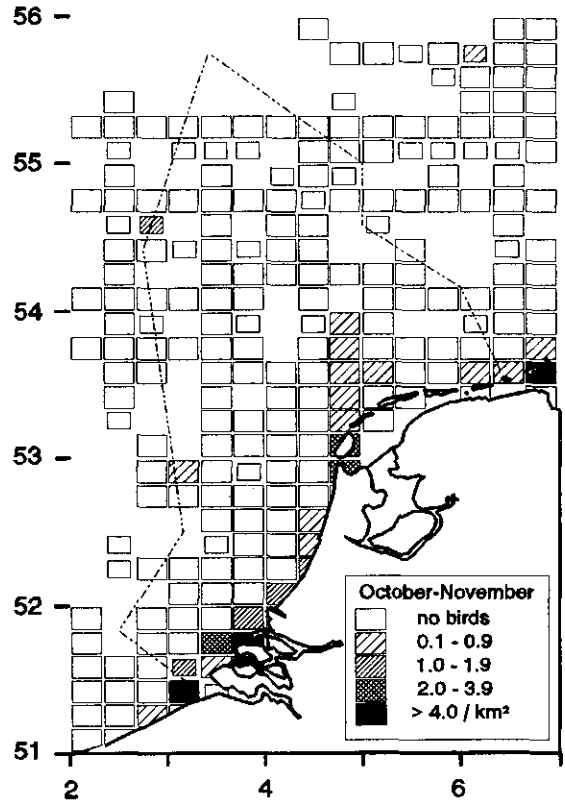 56
55
54
53
52
51
2 4 6
October-November
no birds
0.1 - 0.9
1.0 - 1.9
2.0 - 3.9
> 4.0 / km²